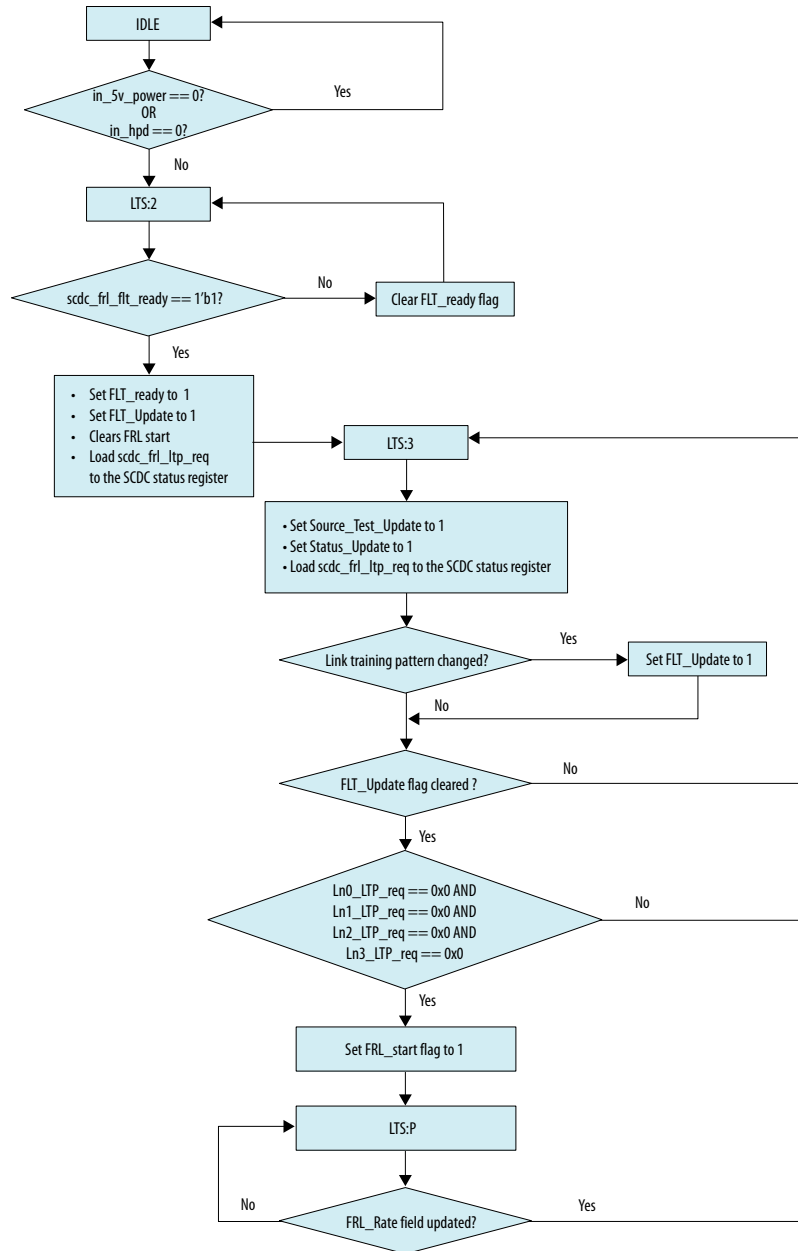 IDLE
in_5v_power == 0?
OR
in_hpd == 0?
Yes
No
LTS:2
scdc_frl_flt_ready == 1'b1?
No
Clear FLT_ready flag
Yes
• Set FLT_ready to 1
• Set FLT_Update to 1
• Clears FRL start
• Load scdc_frl_ltp_req
to the SCDC status register
LTS:3
• Set Source_Test_Update to 1
• Set Status_Update to 1
• Load scdc_frl_ltp_req to the SCDC status register
Link training pattern changed?
Yes
Set FLT_Update to 1
No
FLT_Update flag cleared ?
No
Yes
Ln0_LTP_req == 0x0 AND
Ln1_LTP_req == 0x0 AND
Ln2_LTP_req == 0x0 AND
Ln3_LTP_req == 0x0
No
Yes
Set FRL_start flag to 1
LTS:P
No
FRL_Rate field updated?
Yes